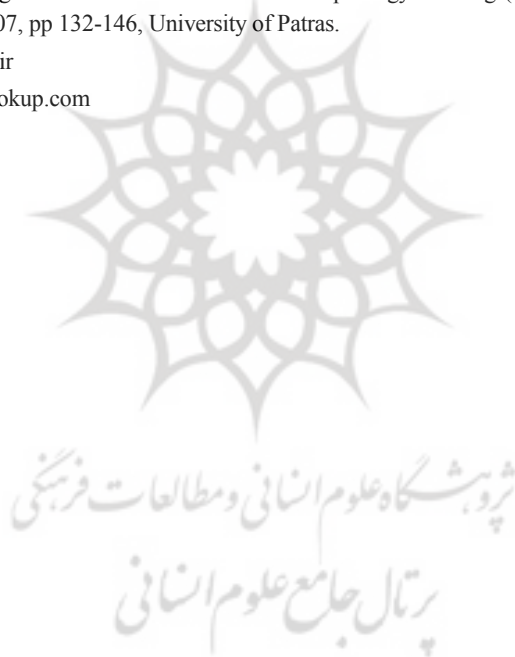 07, pp 132-146, University of Patras.
ir
okup.com
پژوهشگاه علوم انسانی و مطالعات فرهنگی
پرتال جامع علوم انسانی